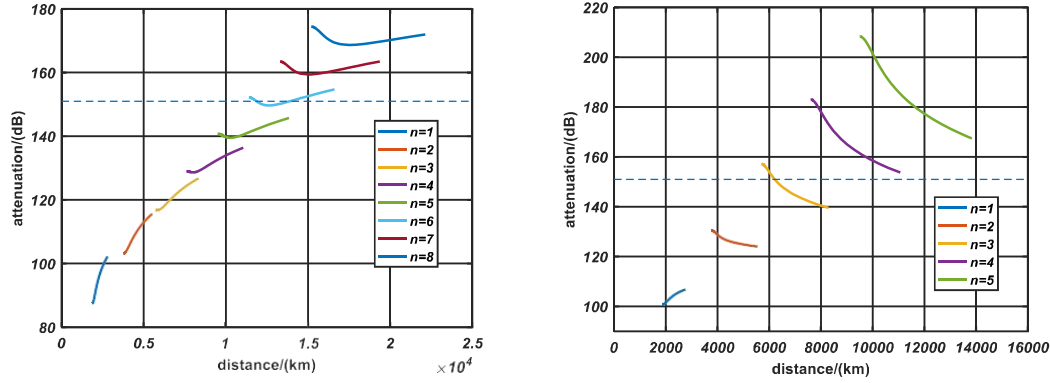 180
160
140
120
100
80
attenuation/(dB)
0
0.5
1
1.5
2
2.5
×10⁴
distance/(km)
n=1
n=2
n=3
n=4
n=5
n=6
n=7
n=8
220
200
180
160
140
120
100
attenuation/(dB)
0
2000
4000
6000
8000
10000
12000
14000
16000
distance/(km)
n=1
n=2
n=3
n=4
n=5